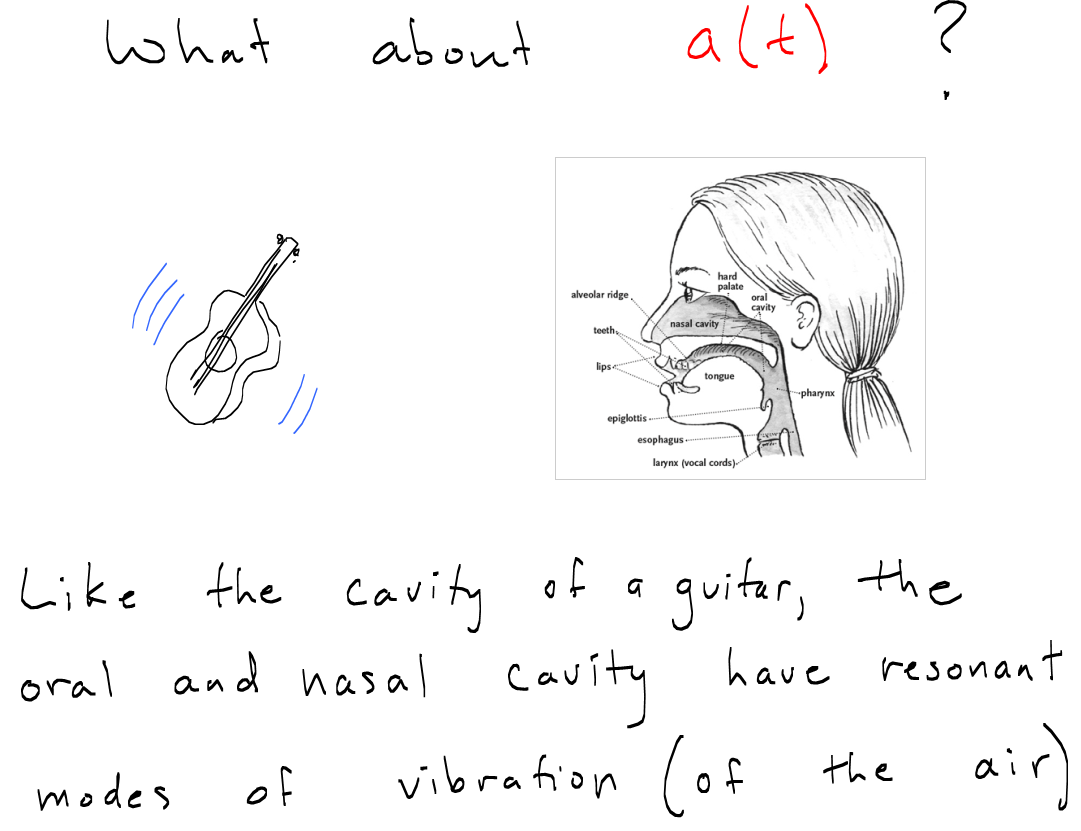 What about a(t) ?
hard
palate
oral
cavity
alveolar ridge
nasal cavity
teeth
lips
tongue
pharynx
epiglottis
esophagus
larynx (vocal cords)
Like the cavity of a guitar, the
oral and nasal cavity have resonant
modes of vibration (of the air)